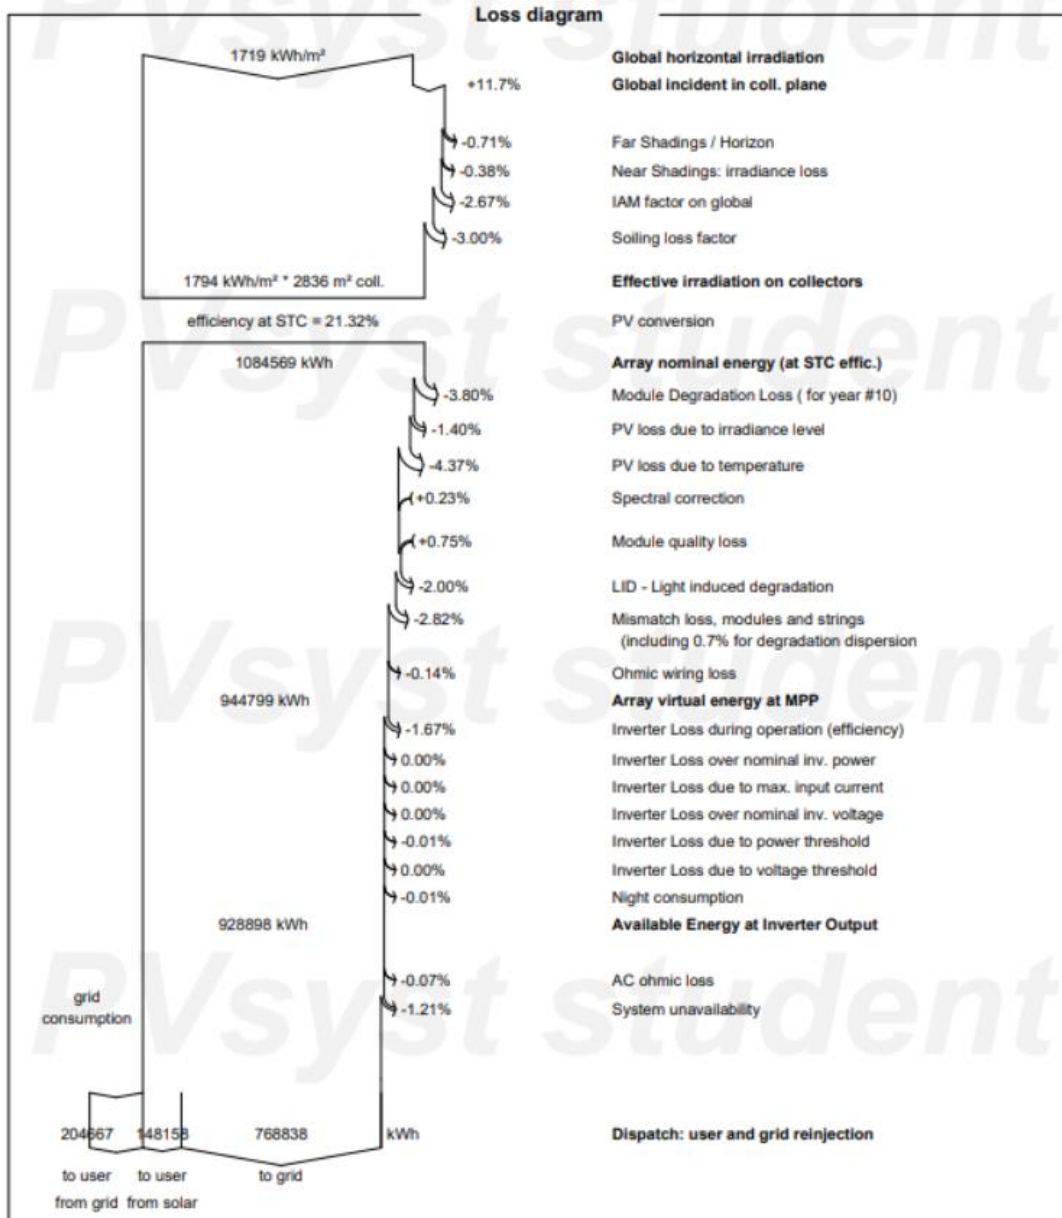 Loss diagram
1719 kWh/m² Global horizontal irradiation
+11.7% Global incident in coll. plane
-0.71% Far Shadings / Horizon
-0.38% Near Shadings: irradiance loss
-2.67% IAM factor on global
-3.00% Soiling loss factor
1794 kWh/m² * 2836 m² coll. Effective irradiation on collectors
efficiency at STC = 21.32% PV conversion
1084569 kWh Array nominal energy (at STC effic.)
-3.80% Module Degradation Loss ( for year #10)
-1.40% PV loss due to irradiance level
-4.37% PV loss due to temperature
+0.23% Spectral correction
+0.75% Module quality loss
-2.00% LID - Light induced degradation
-2.82% Mismatch loss, modules and strings
(including 0.7% for degradation dispersion
-0.14% Ohmic wiring loss
944799 kWh Array virtual energy at MPP
-1.67% Inverter Loss during operation (efficiency)
0.00% Inverter Loss over nominal inv. power
0.00% Inverter Loss due to max. input current
0.00% Inverter Loss over nominal inv. voltage
-0.01% Inverter Loss due to power threshold
0.00% Inverter Loss due to voltage threshold
-0.01% Night consumption
928898 kWh Available Energy at Inverter Output
-0.07% AC ohmic loss
grid
-1.21% System unavailability
consumption
204667 148158 768838 kWh Dispatch: user and grid reinjection
to user to user to grid
from grid from solar
PVsyst student
PVsyst student
PVsyst student
PVsyst student